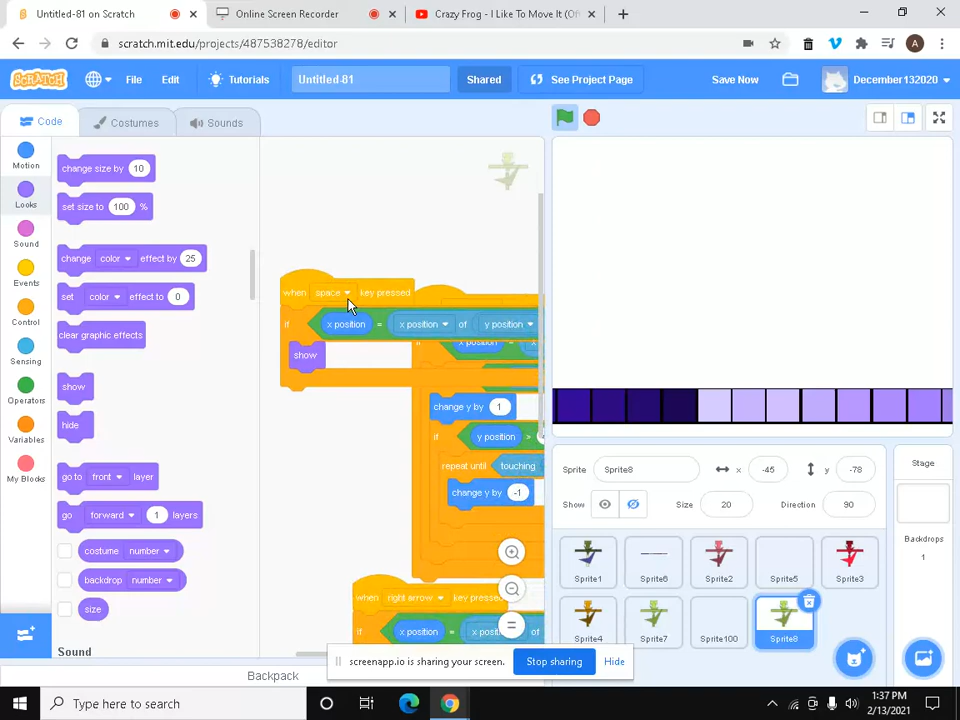 Untitled-81 on Scratch
Online Screen Recorder
Crazy Frog - I Like To Move It (Of
scratch.mit.edu/projects/487538278/editor
A
SCRATCH
File
Edit
Tutorials
Untitled-81
Shared
See Project Page
Save Now
December132020
Code
Costumes
Sounds
Motion
Looks
Sound
Events
Control
Sensing
Operators
Variables
My Blocks
change size by 10
set size to 100 %
change color effect by 25
set color effect to 0
clear graphic effects
show
hide
go to front layer
go forward 1 layers
costume number
backdrop number
size
Sound
when space key pressed
if x position = x position of y position
show
if x position =
change y by 1
if y position >
repeat until touching
change y by -1
when right arrow key pressed
if x position = x positi of
Backpack
Sprite Sprite8 x -45 y -78
Show Size 20 Direction 90
Sprite1 Sprite6 Sprite2 Sprite5 Sprite3
Sprite4 Sprite7 Sprite100 Sprite8
Stage
Backdrops
1
screenapp.io is sharing your screen. Stop sharing Hide
Type here to search
1:37 PM
2/13/2021